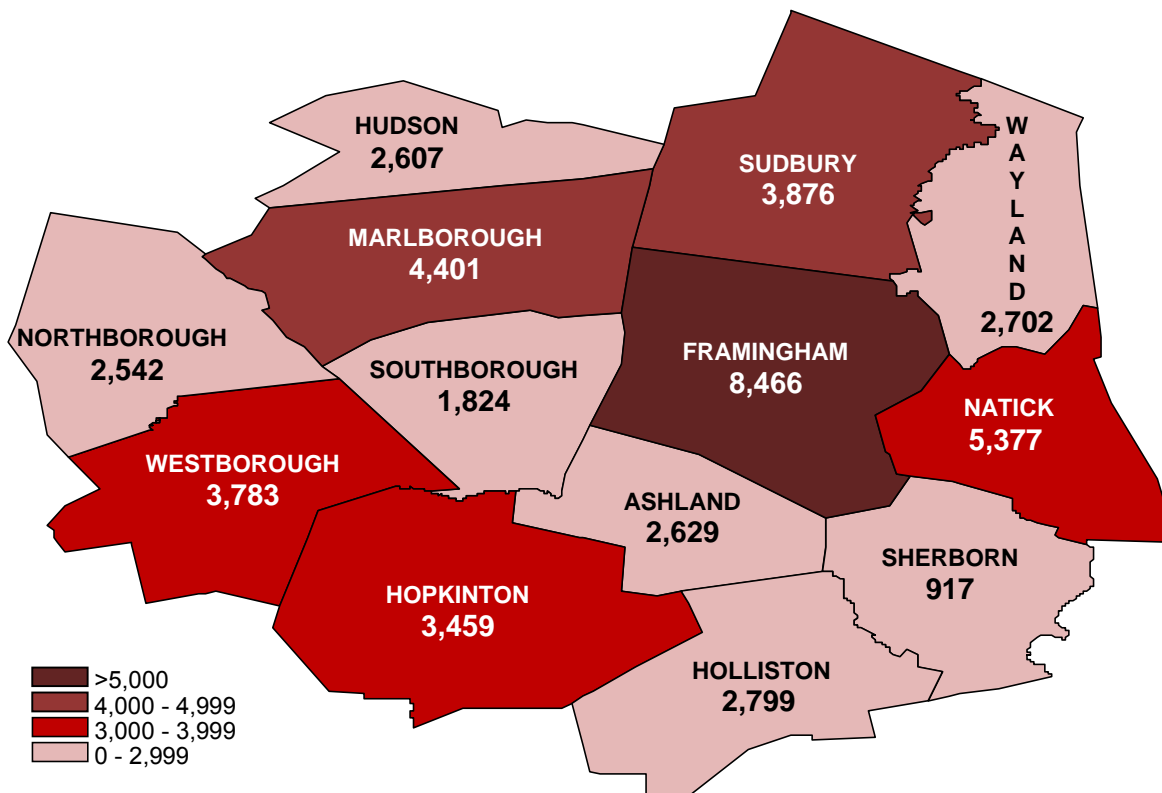 HUDSON
2,607
SUDBURY
3,876
WAYLAND
2,702
MARLBOROUGH
4,401
NORTHBOROUGH
2,542
SOUTHBOROUGH
1,824
FRAMINGHAM
8,466
NATICK
5,377
WESTBOROUGH
3,783
ASHLAND
2,629
SHERBORN
917
HOPKINTON
3,459
HOLLISTON
2,799
>5,000
4,000 - 4,999
3,000 - 3,999
0 - 2,999